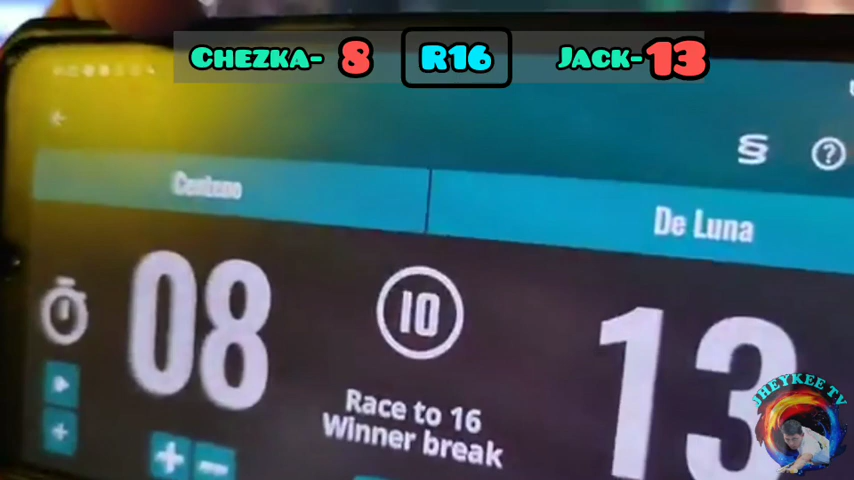 CHEZKA- 8 R16 JACK- 13
§ ?
Centeno De Luna
08 10 13
Race to 16
Winner break
JHEYKEE TV